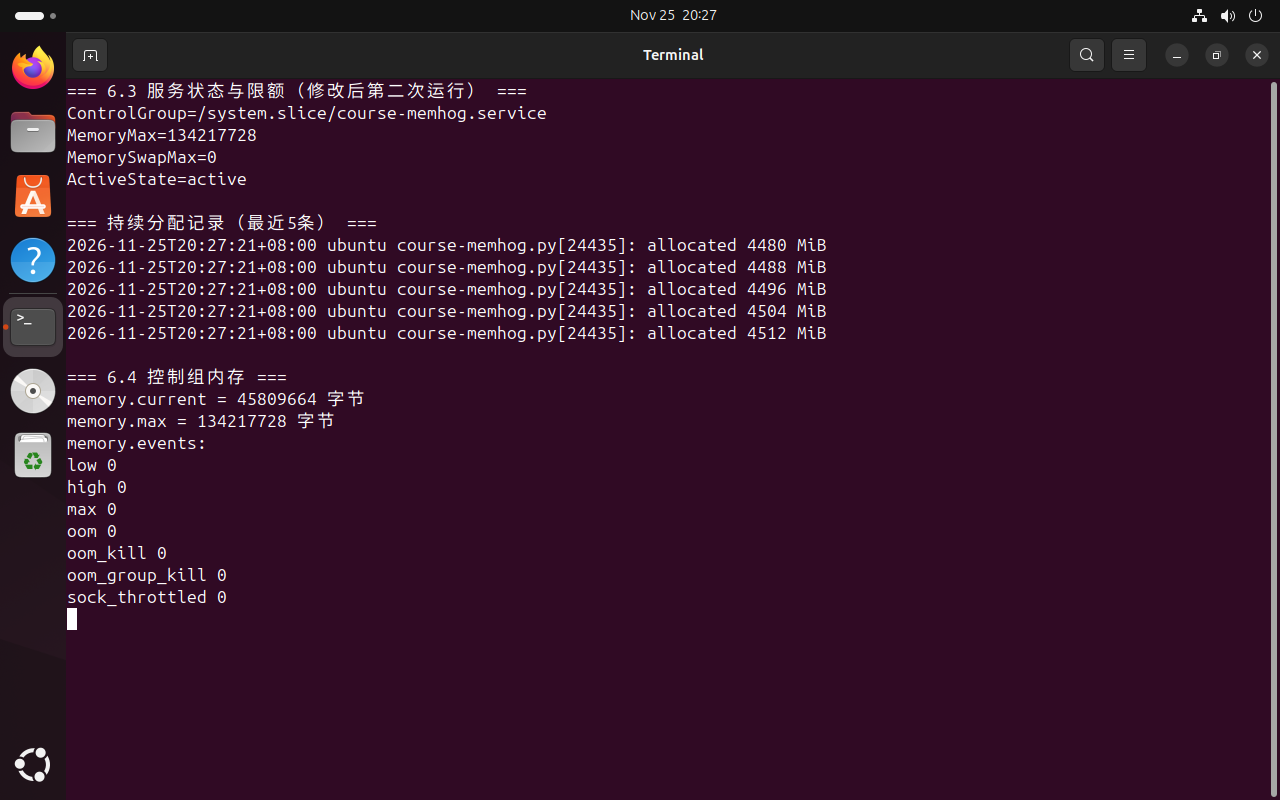 Nov 25 20:27
Terminal
=== 6.3 服务状态与限额（修改后第二次运行） ===
ControlGroup=/system.slice/course-memhog.service
MemoryMax=134217728
MemorySwapMax=0
ActiveState=active
=== 持续分配记录（最近5条） ===
2026-11-25T20:27:21+08:00 ubuntu course-memhog.py[24435]: allocated 4480 MiB
2026-11-25T20:27:21+08:00 ubuntu course-memhog.py[24435]: allocated 4488 MiB
2026-11-25T20:27:21+08:00 ubuntu course-memhog.py[24435]: allocated 4496 MiB
2026-11-25T20:27:21+08:00 ubuntu course-memhog.py[24435]: allocated 4504 MiB
2026-11-25T20:27:21+08:00 ubuntu course-memhog.py[24435]: allocated 4512 MiB
=== 6.4 控制组内存 ===
memory.current = 45809664 字节
memory.max = 134217728 字节
memory.events:
low 0
high 0
max 0
oom 0
oom_kill 0
oom_group_kill 0
sock_throttled 0